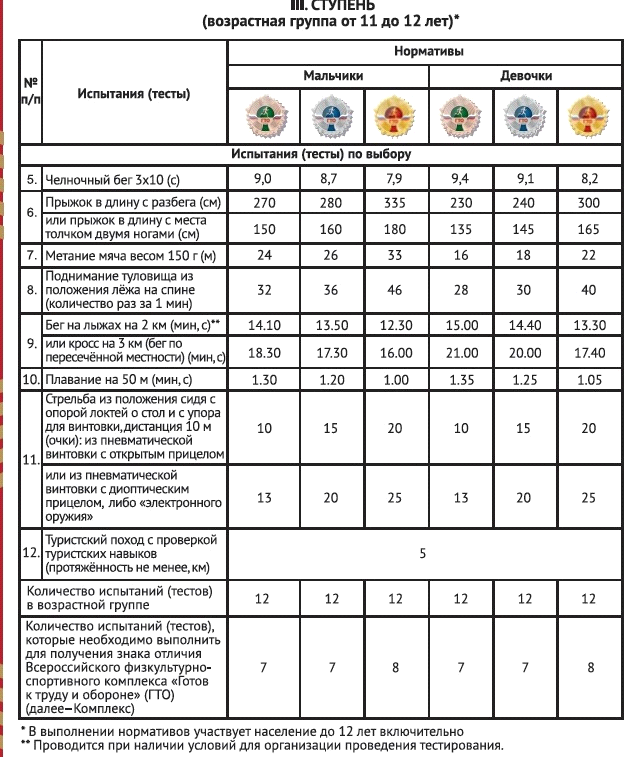 III. СТУПЕНЬ
(возрастная группа от 11 до 12 лет)*
№ п/п
Испытания (тесты)
Нормативы
Мальчики Девочки
ГТО ГТО ГТО ГТО ГТО ГТО
Испытания (тесты) по выбору
5. Челночный бег 3х10 (с) 9,0 8,7 7,9 9,4 9,1 8,2
6. Прыжок в длину с разбега (см) 270 280 335 230 240 300
или прыжок в длину с места
толчком двумя ногами (см) 150 160 180 135 145 165
7. Метание мяча весом 150 г (м) 24 26 33 16 18 22
8. Поднимание туловища из
положения лёжа на спине
(количество раз за 1 мин) 32 36 46 28 30 40
9. Бег на лыжах на 2 км (мин, с)** 14.10 13.50 12.30 15.00 14.40 13.30
или кросс на 3 км (бег по
пересечённой местности) (мин, с) 18.30 17.30 16.00 21.00 20.00 17.40
10. Плавание на 50 м (мин, с) 1.30 1.20 1.00 1.35 1.25 1.05
11. Стрельба из положения сидя с
опорой локтей о стол и с упора
для винтовки, дистанция 10 м
(очки): из пневматической
винтовки с открытым прицелом 10 15 20 10 15 20
или из пневматической
винтовки с диоптическим
прицелом, либо «электронного
оружия» 13 20 25 13 20 25
12. Туристский поход с проверкой
туристских навыков
(протяжённость не менее, км) 5
Количество испытаний (тестов)
в возрастной группе 12 12 12 12 12 12
Количество испытаний (тестов),
которые необходимо выполнить
для получения знака отличия
Всероссийского физкультурно-
спортивного комплекса «Готов
к труду и обороне» (ГТО)
(далее–Комплекс) 7 7 8 7 7 8
* В выполнении нормативов участвует население до 12 лет включительно
** Проводится при наличии условий для организации проведения тестирования.